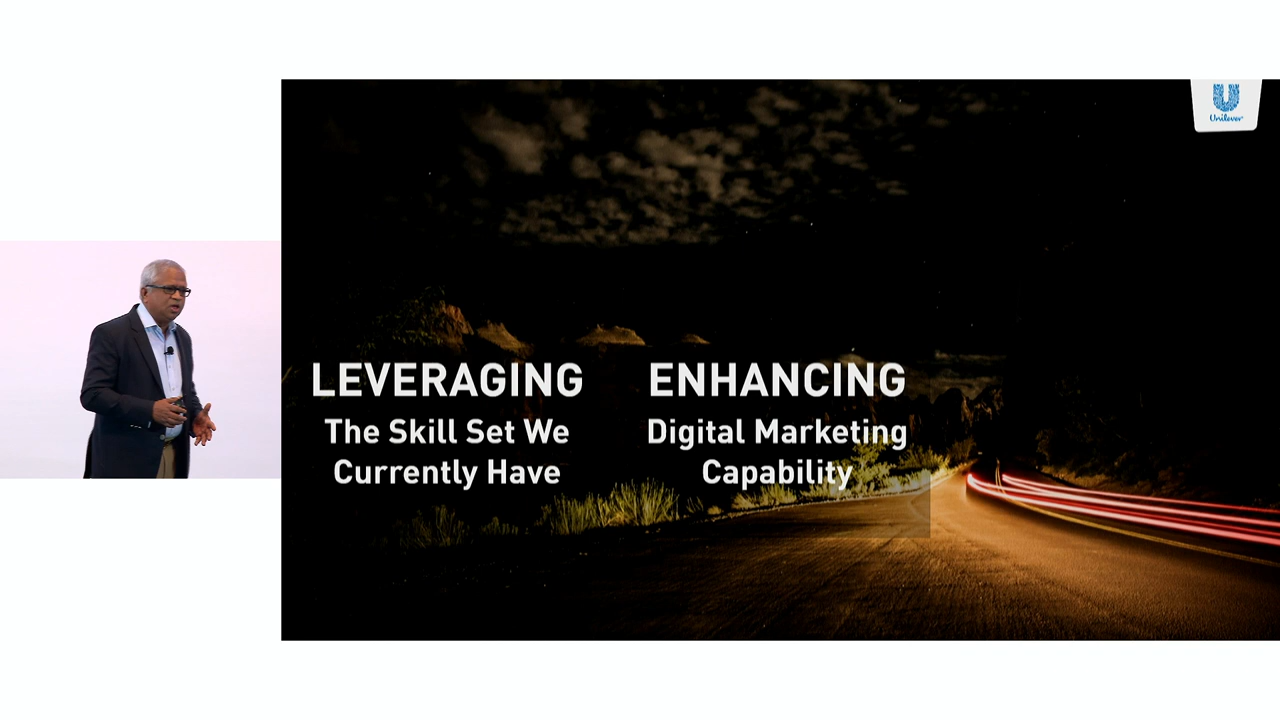 Unilever
LEVERAGING
The Skill Set We
Currently Have
ENHANCING
Digital Marketing
Capability